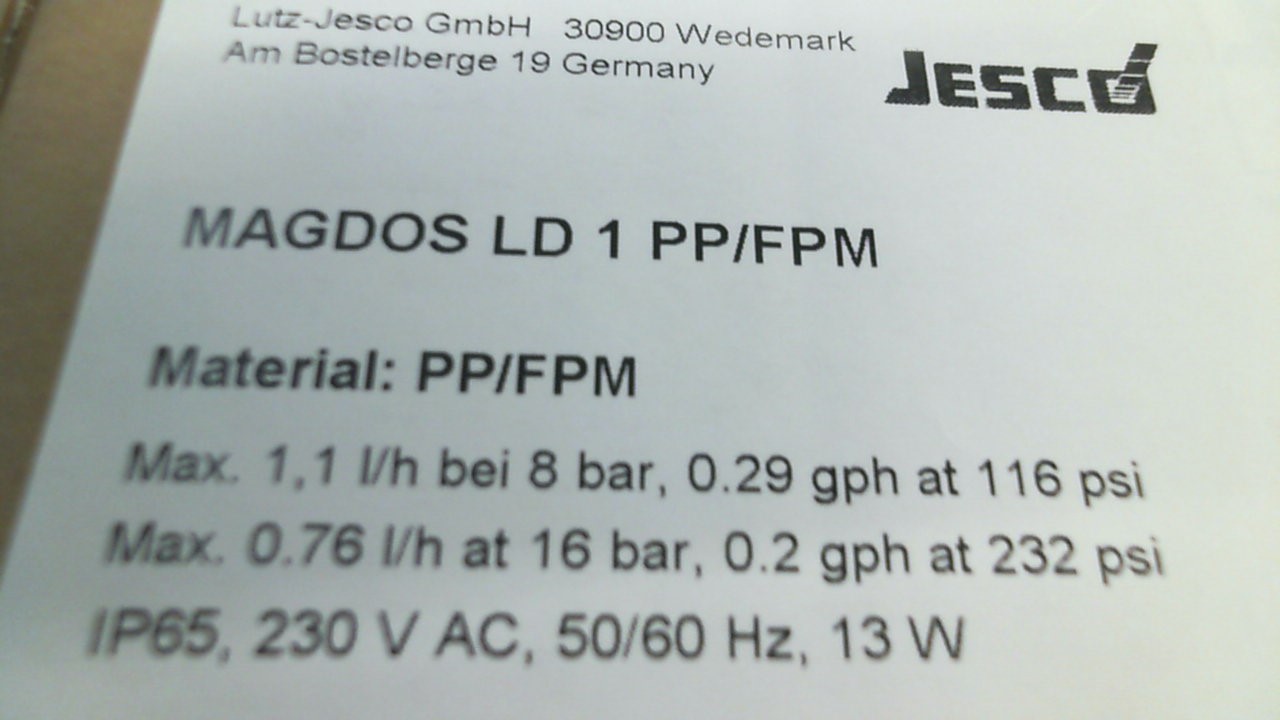 Lutz-Jesco GmbH 30900 Wedemark
Am Bostelberge 19 Germany
JESCO
MAGDOS LD 1 PP/FPM
Material: PP/FPM
Max. 1,1 l/h bei 8 bar, 0.29 gph at 116 psi
Max. 0.76 l/h at 16 bar, 0.2 gph at 232 psi
IP65, 230 V AC, 50/60 Hz, 13 W